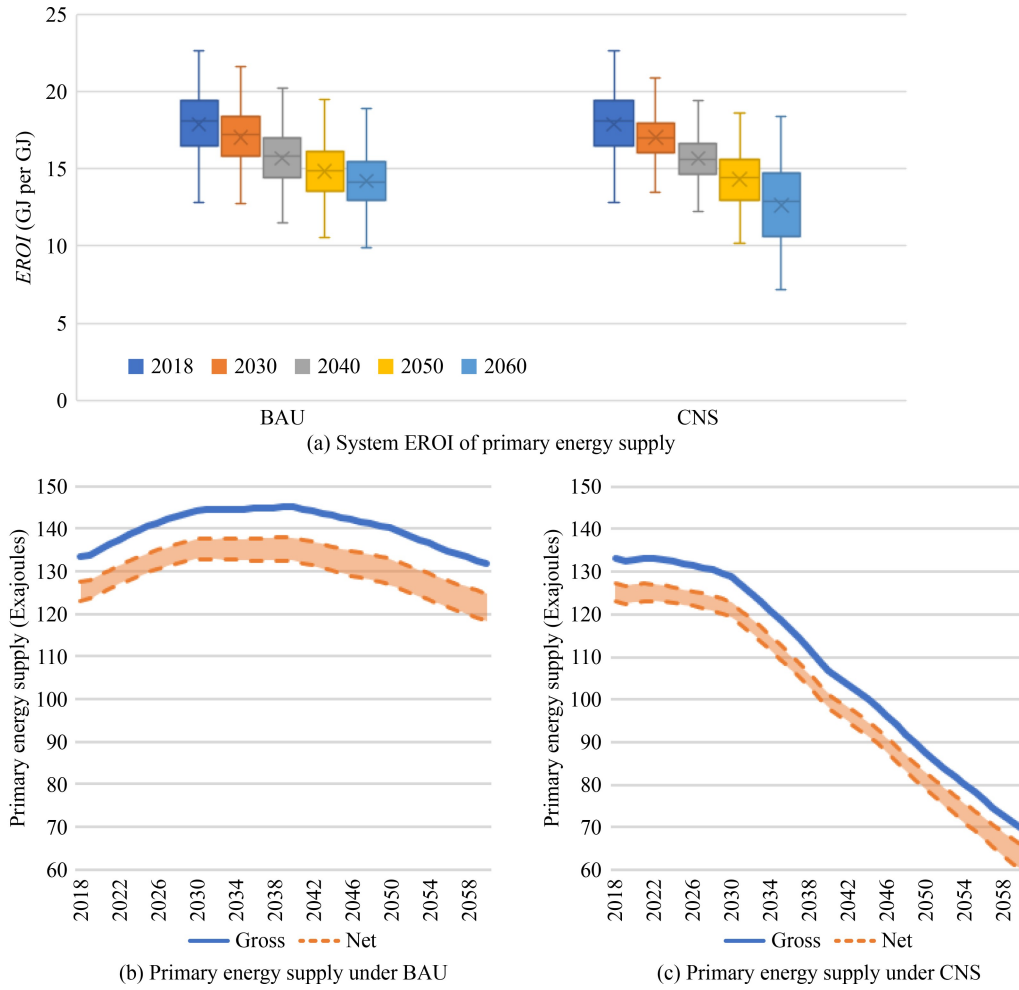 25
20
15
10
5
0
EROI (GJ per GJ)
2018 2030 2040 2050 2060
BAU CNS
(a) System EROI of primary energy supply
150
140
130
120
110
100
90
80
70
60
Primary energy supply (Exajoules)
2018 2022 2026 2030 2034 2038 2042 2046 2050 2054 2058
Gross Net
(b) Primary energy supply under BAU
150
140
130
120
110
100
90
80
70
60
Primary energy supply (Exajoules)
2018 2022 2026 2030 2034 2038 2042 2046 2050 2054 2058
Gross Net
(c) Primary energy supply under CNS